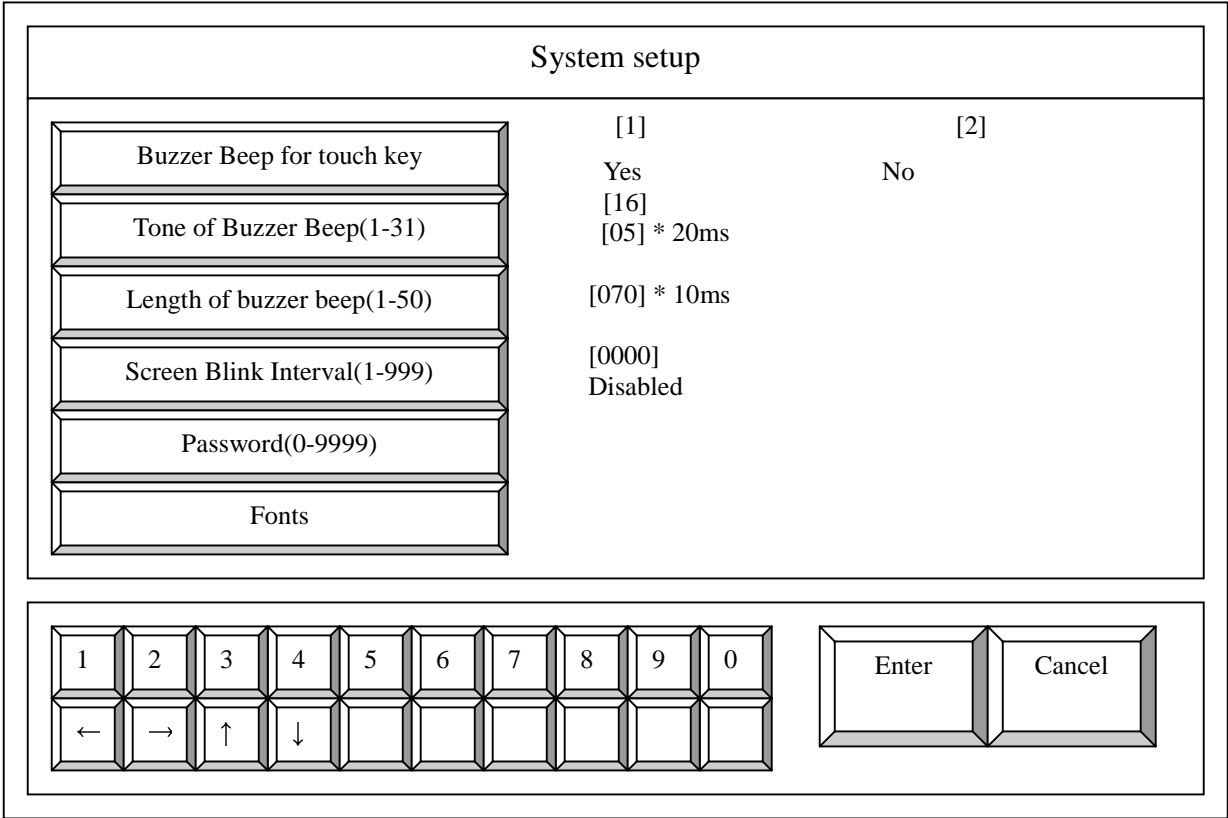 System setup
[1] [2]
Buzzer Beep for touch key
Yes No
[16]
Tone of Buzzer Beep(1-31)
[05] * 20ms
Length of buzzer beep(1-50)
[070] * 10ms
[0000]
Screen Blink Interval(1-999)
Disabled
Password(0-9999)
Fonts
1 2 3 4 5 6 7 8 9 0
Enter Cancel
← → ↑ ↓